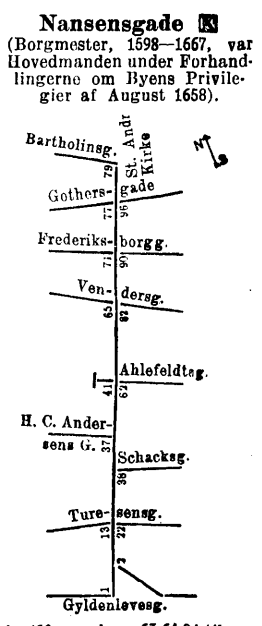 Nansensgade K
(Borgmester, 1598—1667, var
Hovedmanden under Forhand-
lingerne om Byens Privile-
gier af August 1658).
St. Andr
Kirke
Bartholinsg.
79
N
S
Gothers- gade
77 96
Frederiks- borgg.
71 90
Ven- dersg.
65 82
Ahlefeldtsg.
41 62
H. C. Ander-
sens G. 37
Schacksg.
38
Ture- sensg.
13 22
2
1
Gyldenløvesg.